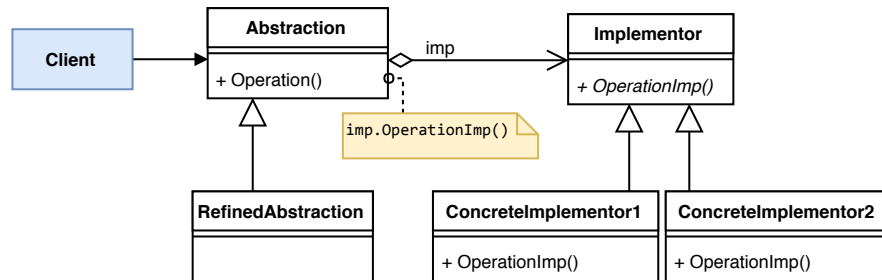 Client
Abstraction
+ Operation()
imp
Implementor
+ OperationImp()
imp.OperationImp()
RefinedAbstraction
ConcreteImplementor1
+ OperationImp()
ConcreteImplementor2
+ OperationImp()